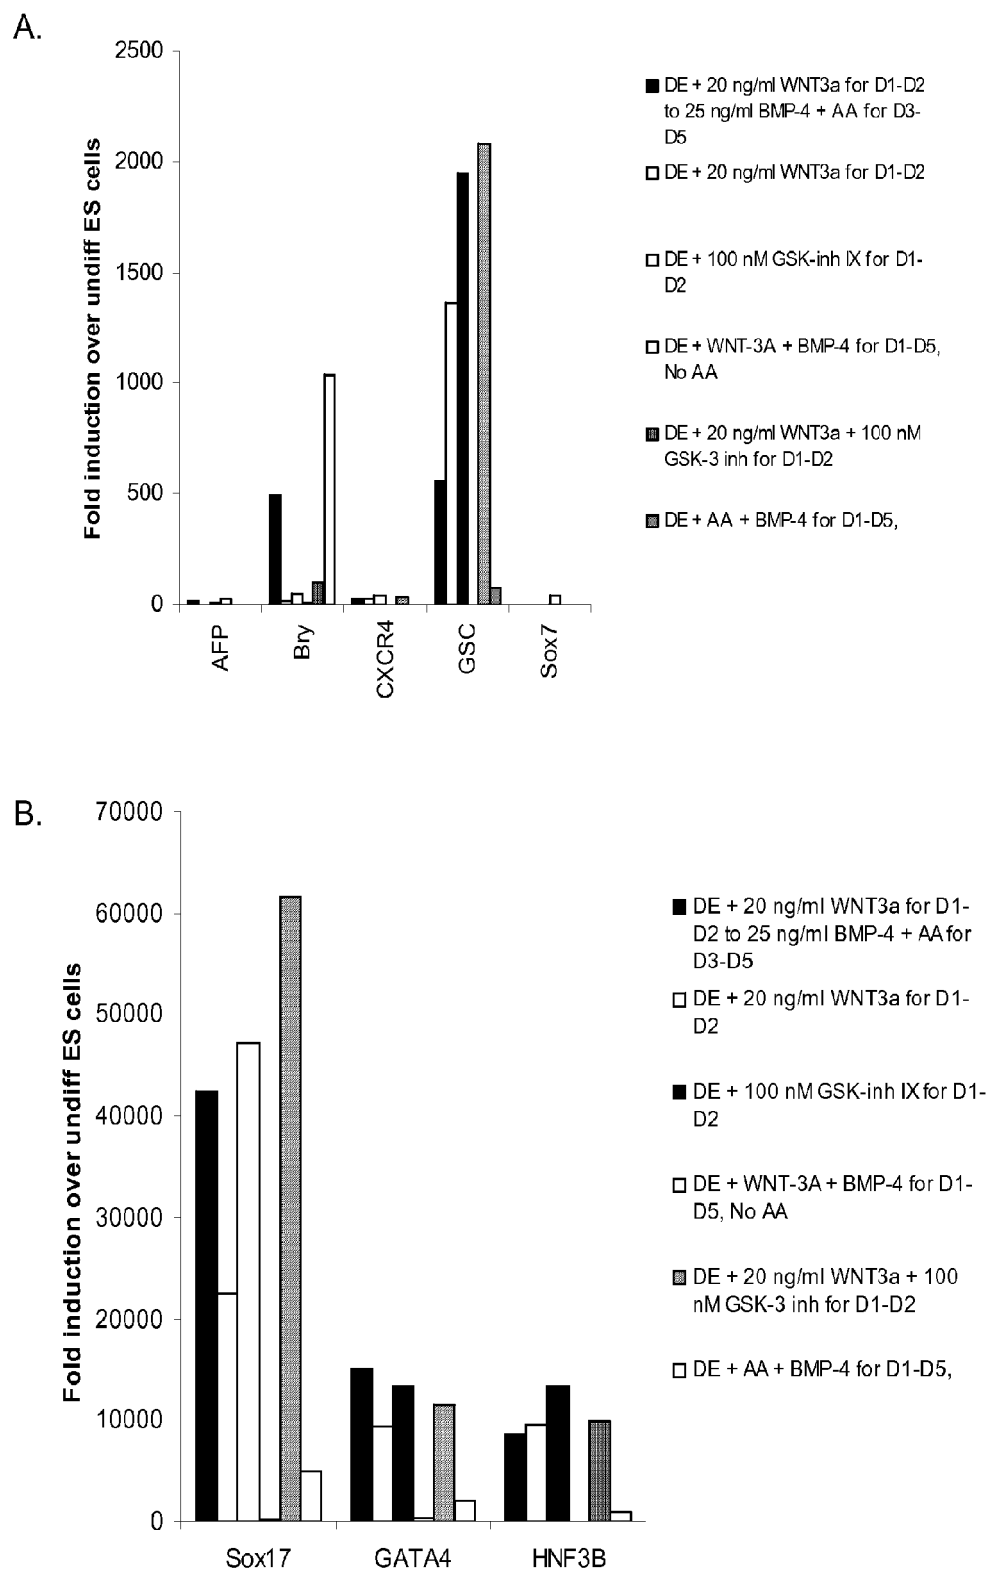 A.
2500
2000
1500
1000
500
0
Fold induction over undiff ES cells
AFP
Bry
CXCR4
GSC
Sox7
DE + 20 ng/ml WNT3a for D1-D2
to 25 ng/ml BMP-4 + AA for D3-
D5
DE + 20 ng/ml WNT3a for D1-D2
DE + 100 nM GSK-inh IX for D1-
D2
DE + WNT-3A + BMP-4 for D1-D5,
No AA
DE + 20 ng/ml WNT3a + 100 nM
GSK-3 inh for D1-D2
DE + AA + BMP-4 for D1-D5,
B.
70000
60000
50000
40000
30000
20000
10000
0
Fold induction over undiff ES cells
Sox17
GATA4
HNF3B
DE + 20 ng/ml WNT3a for D1-
D2 to 25 ng/ml BMP-4 + AA for
D3-D5
DE + 20 ng/ml WNT3a for D1-
D2
DE + 100 nM GSK-inh IX for D1-
D2
DE + WNT-3A + BMP-4 for D1-
D5, No AA
DE + 20 ng/ml WNT3a + 100
nM GSK-3 inh for D1-D2
DE + AA + BMP-4 for D1-D5,